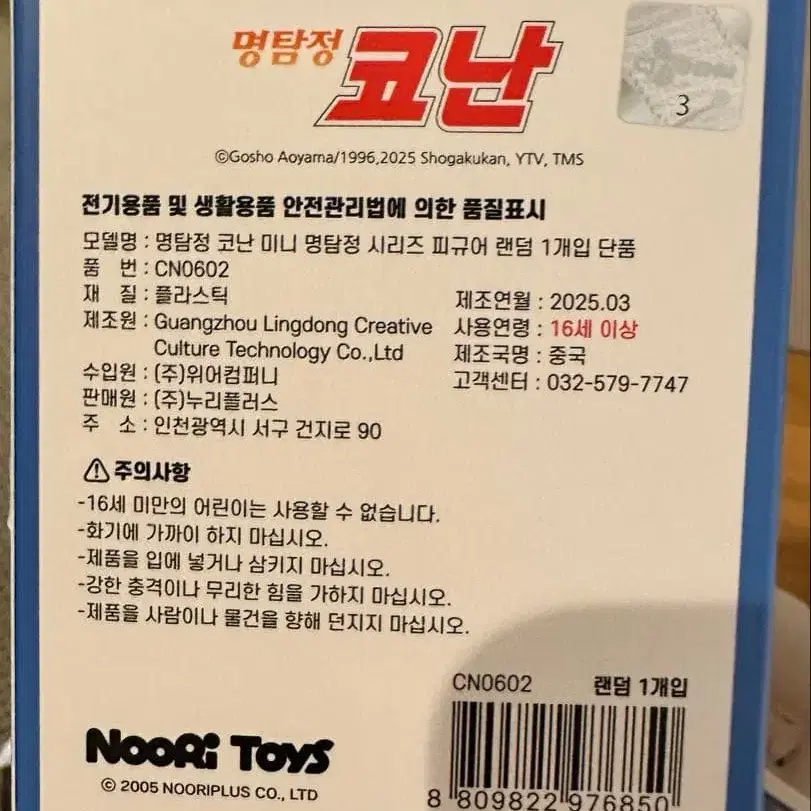 명탐정 코난
3
©Gosho Aoyama/1996,2025 Shogakukan, YTV, TMS
전기용품 및 생활용품 안전관리법에 의한 품질표시
모델명 : 명탐정 코난 미니 명탐정 시리즈 피규어 랜덤 1개입 단품
품 번 : CN0602
재 질 : 플라스틱
제조원 : Guangzhou Lingdong Creative
Culture Technology Co.,Ltd
수입원 : (주)위어컴퍼니
판매원 : (주)누리플러스
주 소 : 인천광역시 서구 건지로 90
제조연월 : 2025.03
사용연령 : 16세 이상
제조국명 : 중국
고객센터 : 032-579-7747
주의사항
-16세 미만의 어린이는 사용할 수 없습니다.
-화기에 가까이 하지 마십시오.
-제품을 입에 넣거나 삼키지 마십시오.
-강한 충격이나 무리한 힘을 가하지 마십시오.
-제품을 사람이나 물건을 향해 던지지 마십시오.
CN0602 랜덤 1개입
8 809822 976850
NooRi Toys
© 2005 NOORIPLUS CO., LTD